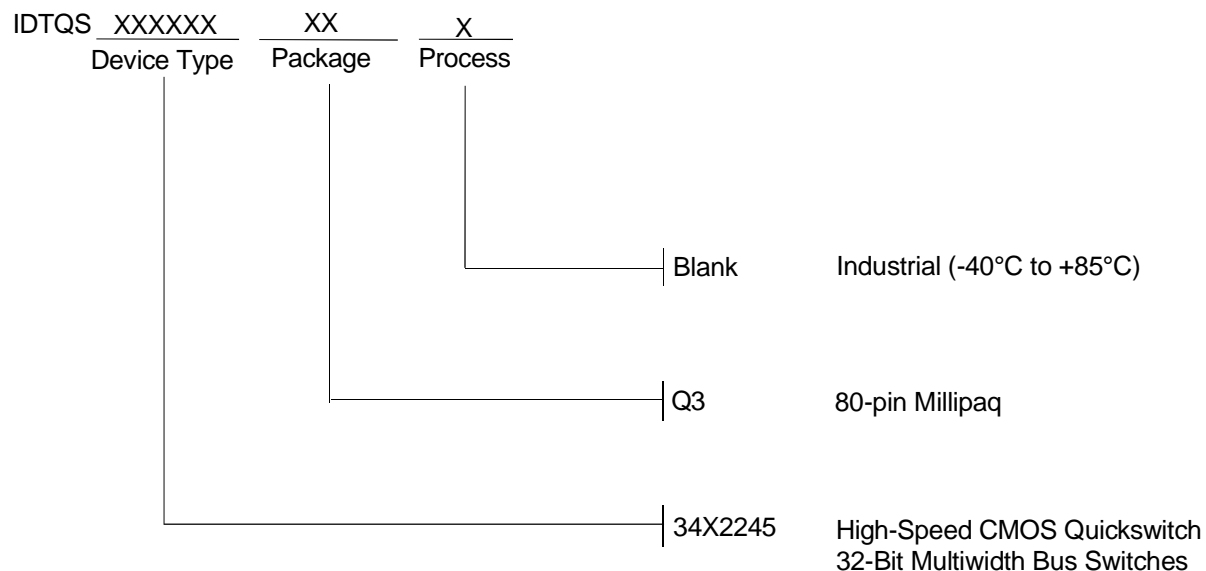 IDTQS XXXXXX XX X
Device Type Package Process
Blank Industrial (-40°C to +85°C)
Q3 80-pin Millipaq
34X2245 High-Speed CMOS Quickswitch
32-Bit Multiwidth Bus Switches